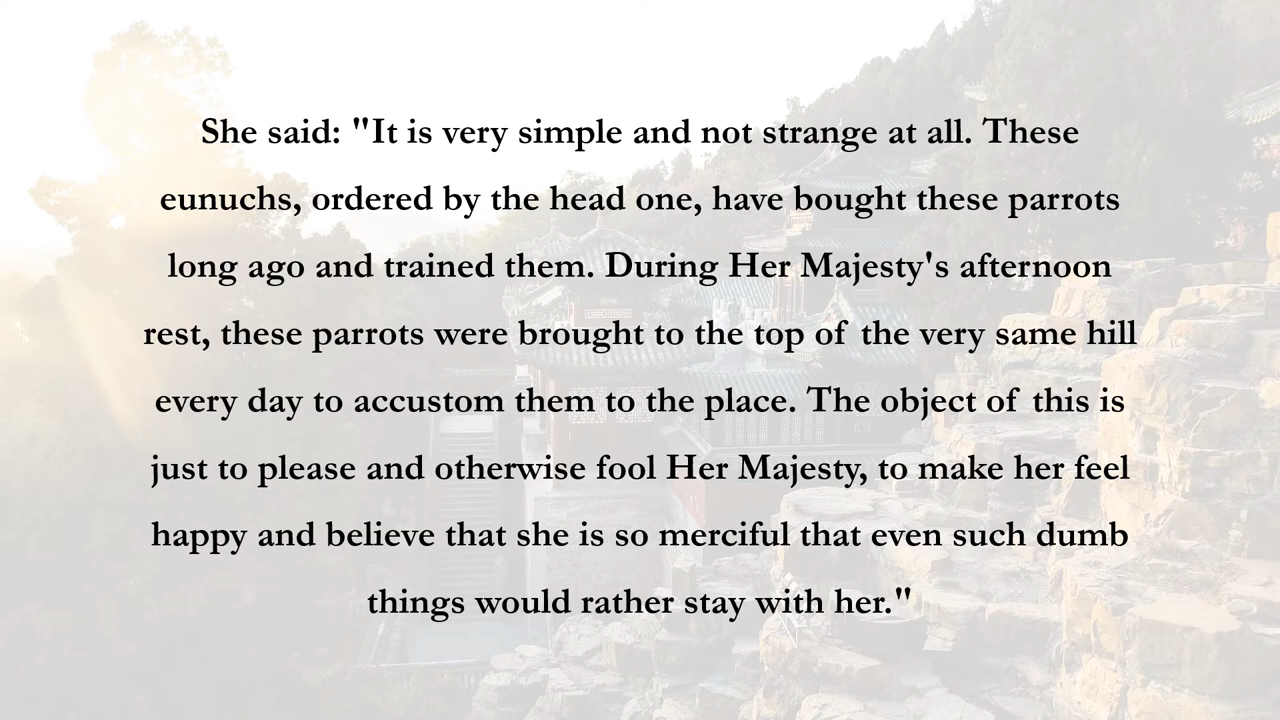 She said: "It is very simple and not strange at all. These
eunuchs, ordered by the head one, have bought these parrots
long ago and trained them. During Her Majesty's afternoon
rest, these parrots were brought to the top of the very same hill
every day to accustom them to the place. The object of this is
just to please and otherwise fool Her Majesty, to make her feel
happy and believe that she is so merciful that even such dumb
things would rather stay with her."